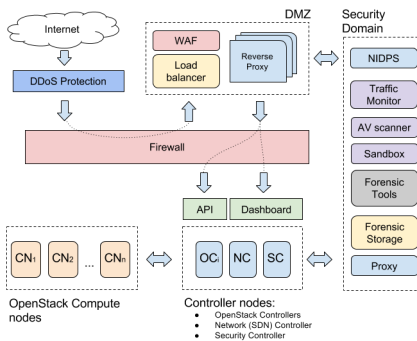 Internet
DDoS Protection
DMZ
WAF
Load
balancer
Reverse
Proxy
Security
Domain
NIDPS
Traffic
Monitor
AV scanner
Sandbox
Forensic
Tools
Forensic
Storage
Proxy
Firewall
API
Dashboard
CN1
CN2
...
CNn
OCi
NC
SC
OpenStack Compute
nodes
Controller nodes:
● OpenStack Controllers
● Network (SDN) Controller
● Security Controller